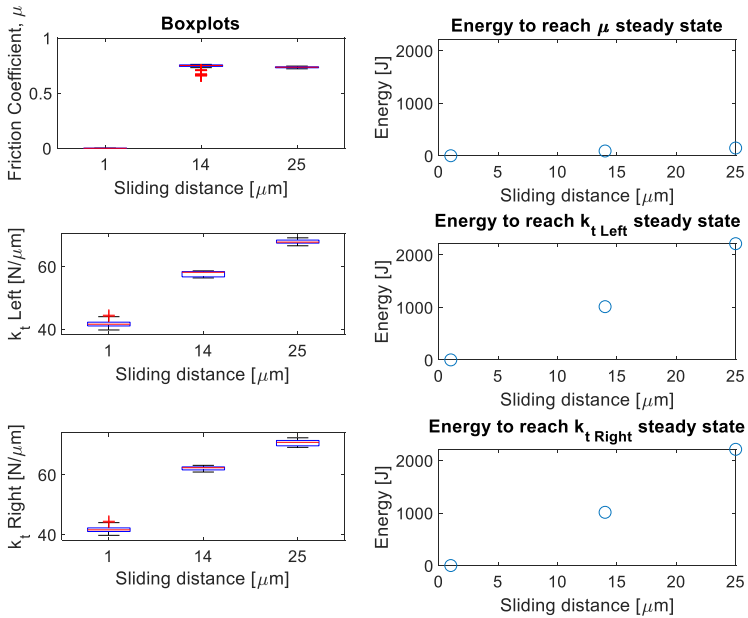 Boxplots
Friction Coefficient, μ
1
0.5
0
1 14 25
Sliding distance [μm]
Energy to reach μ steady state
Energy [J]
2000
1000
0
0 5 10 15 20 25
Sliding distance [μm]
k_t Left [N/μm]
60
40
1 14 25
Sliding distance [μm]
Energy to reach k_t Left steady state
Energy [J]
2000
1000
0
0 5 10 15 20 25
Sliding distance [μm]
k_t Right [N/μm]
60
40
1 14 25
Sliding distance [μm]
Energy to reach k_t Right steady state
Energy [J]
2000
1000
0
0 5 10 15 20 25
Sliding distance [μm]